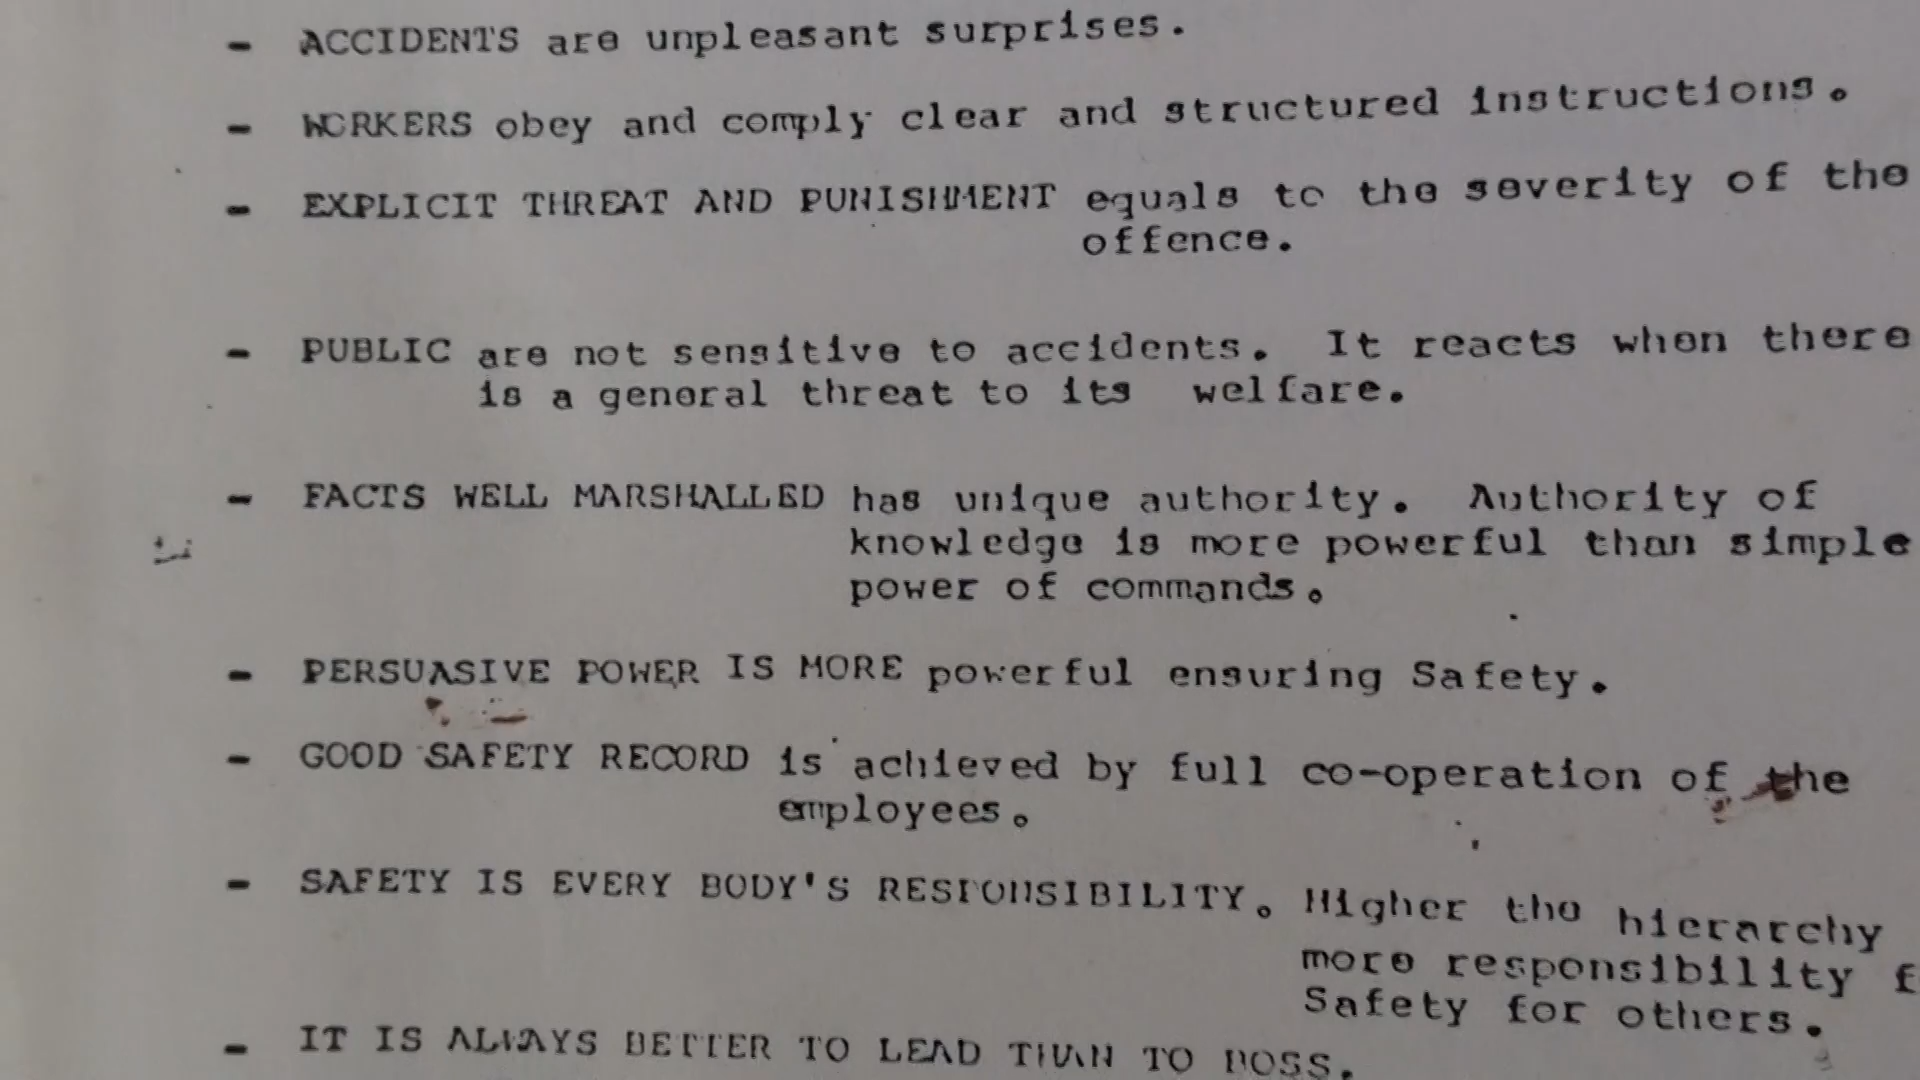 - ACCIDENTS are unpleasant surprises.
- WORKERS obey and comply clear and structured instructions.
- EXPLICIT THREAT AND PUNISHMENT equals to the severity of the
offence.
- PUBLIC are not sensitive to accidents. It reacts when there
is a general threat to its welfare.
- FACTS WELL MARSHALLED has unique authority. Authority of
knowledge is more powerful than simple
power of commands.
- PERSUASIVE POWER IS MORE powerful ensuring Safety.
- GOOD SAFETY RECORD is achieved by full co-operation of the
employees.
- SAFETY IS EVERY BODY'S RESPONSIBILITY. Higher the hierarchy
more responsibility f
Safety for others.
- IT IS ALWAYS BETTER TO LEAD THAN TO BOSS.